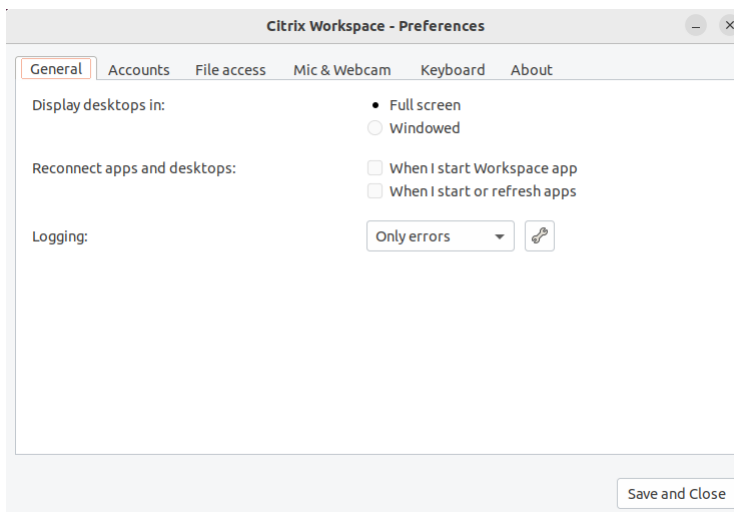 Citrix Workspace - Preferences
General Accounts File access Mic & Webcam Keyboard About
Display desktops in: Full screen
Windowed
Reconnect apps and desktops: When I start Workspace app
When I start or refresh apps
Logging: Only errors
Save and Close